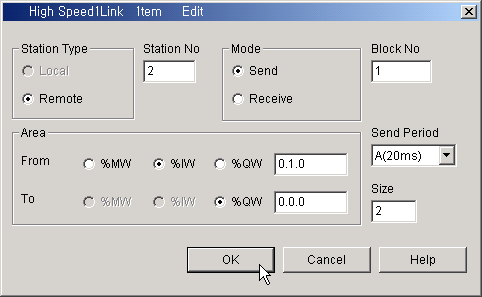 High Speed1Link 1tem Edit
Station Type
Local
Remote
Station No
2
Mode
Send
Receive
Block No
1
Area
From %MW %IW %QW 0.1.0
To %MW %IW %QW 0.0.0
Send Period
A(20ms)
Size
2
OK Cancel Help